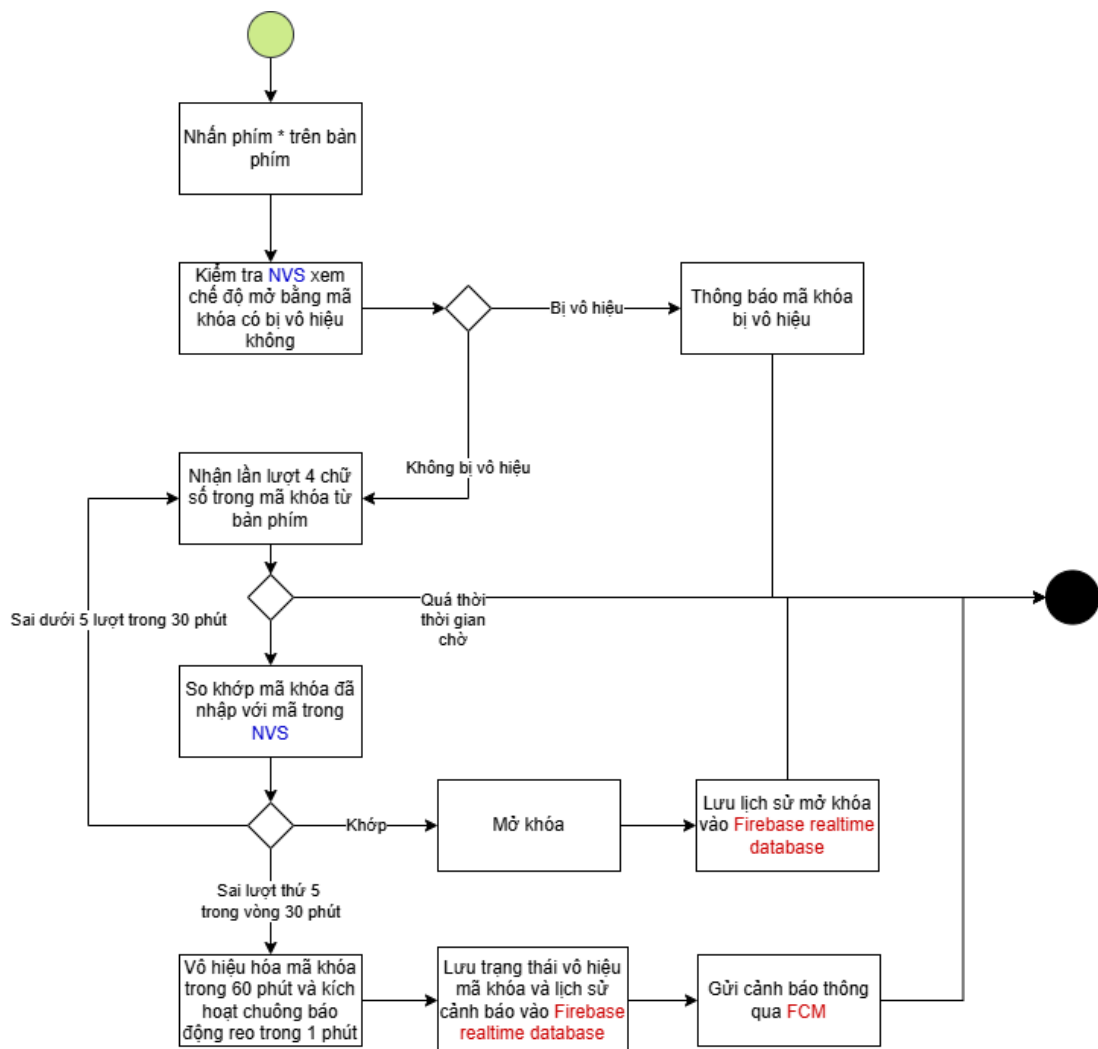 Nhấn phím * trên bàn
phím
Kiểm tra NVS xem
chế độ mở bằng mã
khóa có bị vô hiệu
không
Bị vô hiệu
Thông báo mã khóa
bị vô hiệu
Không bị vô hiệu
Nhận lần lượt 4 chữ
số trong mã khóa từ
bàn phím
Quá thời
thời gian
chờ
Sai dưới 5 lượt trong 30 phút
So khớp mã khóa đã
nhập với mã trong
NVS
Khớp
Mở khóa
Lưu lịch sử mở khóa
vào Firebase realtime
database
Sai lượt thứ 5
trong vòng 30 phút
Vô hiệu hóa mã khóa
trong 60 phút và kích
hoạt chuông báo
động reo trong 1 phút
Lưu trạng thái vô hiệu
mã khóa và lịch sử
cảnh báo vào Firebase
realtime database
Gửi cảnh báo thông
qua FCM